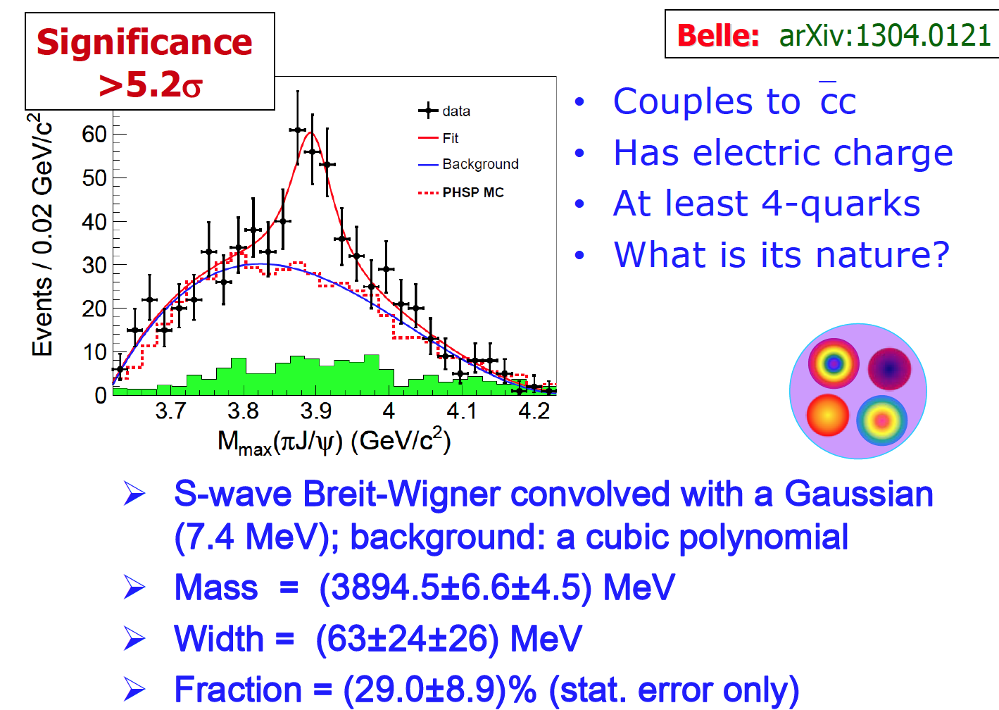 Significance
>5.2σ
Belle: arXiv:1304.0121
Events / 0.02 GeV/c²
60
50
40
30
20
10
0
data
Fit
Background
PHSP MC
3.7 3.8 3.9 4 4.1 4.2
M_max(πJ/ψ) (GeV/c²)
• Couples to c̅c
• Has electric charge
• At least 4-quarks
• What is its nature?
➢ S-wave Breit-Wigner convolved with a Gaussian
(7.4 MeV); background: a cubic polynomial
➢ Mass = (3894.5±6.6±4.5) MeV
➢ Width = (63±24±26) MeV
➢ Fraction = (29.0±8.9)% (stat. error only)